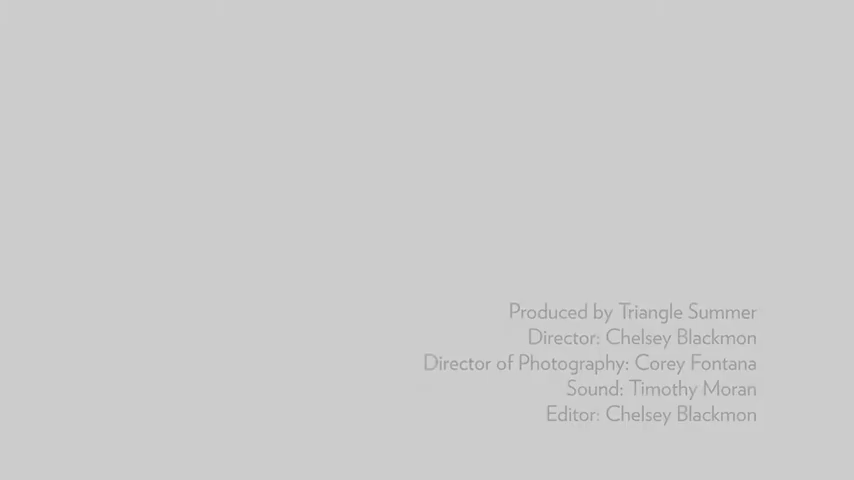 Produced by Triangle Summer
Director: Chelsey Blackmon
Director of Photography: Corey Fontana
Sound: Timothy Moran
Editor: Chelsey Blackmon